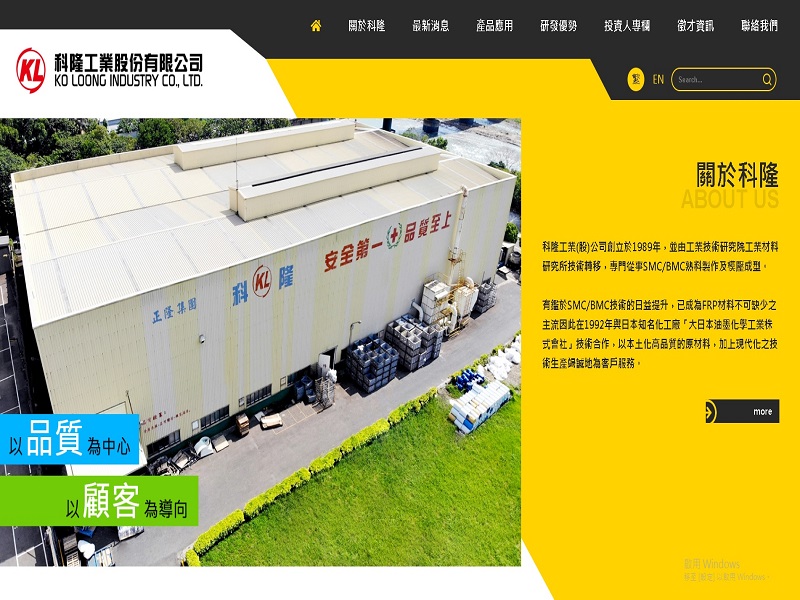 關於科隆 最新消息 產品應用 研發優勢 投資人專欄 徵才資訊 聯絡我們
KL 科隆工業股份有限公司
KO LOONG INDUSTRY CO., LTD.
繁 EN Search...
關於科隆
ABOUT US
科隆工業(股)公司創立於1989年，並由工業技術研究院工業材料
研究所技術轉移，專門從事SMC/BMC熟料製作及模壓成型。
有鑑於SMC/BMC技術的日益提升，已成為FRP材料不可缺少之
主流因此在1992年與日本知名化工廠「大日本油墨化學工業株
式會社」技術合作，以本土化高品質的原材料，加上現代化之技
術生產歸誠地為客戶服務。
more
安全第一 品質至上
科 KL 隆
正隆集團
以品質為中心
以顧客為導向
啟用 Windows
移至 [設定] 以啟用 Windows。